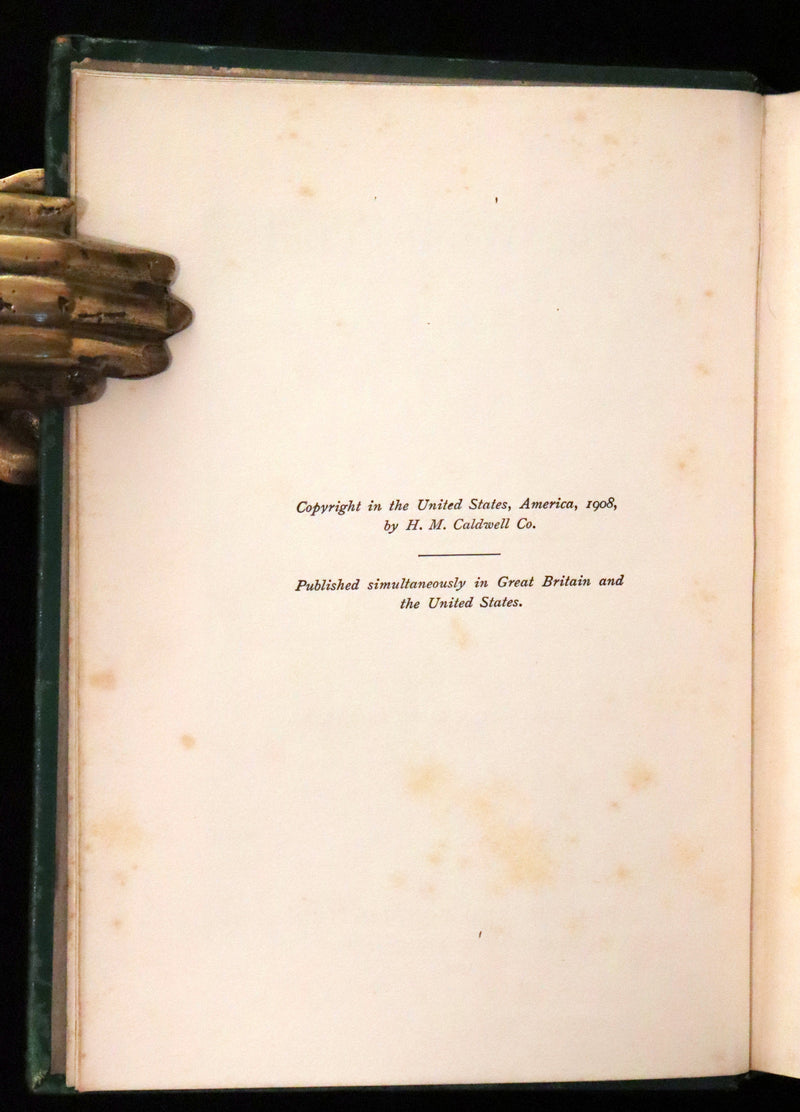 Copyright in the United States, America, 1908,
by H. M. Caldwell Co.
Published simultaneously in Great Britain and
the United States.